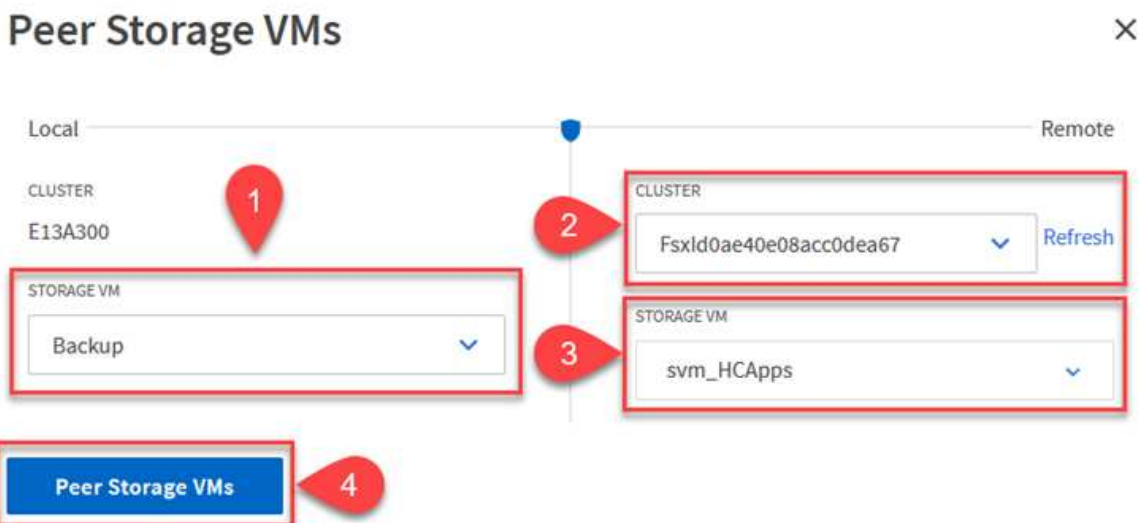 Peer Storage VMs
Local
Remote
CLUSTER
E13A300
1
STORAGE VM
Backup
2
CLUSTER
FsxId0ae40e08acc0dea67
Refresh
3
STORAGE VM
svm_HCApps
Peer Storage VMs
4